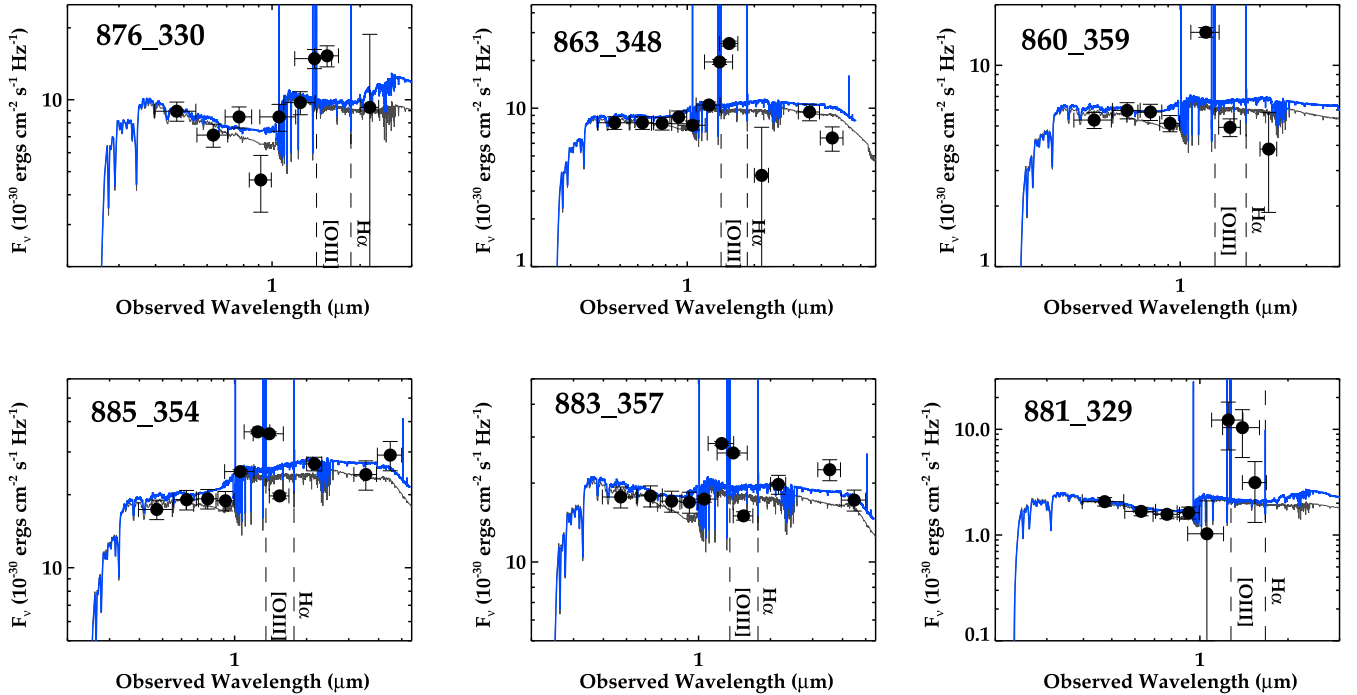 876_330
10
F_ν (10⁻³⁰ ergs cm⁻² s⁻¹ Hz⁻¹)
[OIII]
Hα
1
Observed Wavelength (μm)
863_348
10
1
F_ν (10⁻³⁰ ergs cm⁻² s⁻¹ Hz⁻¹)
[OIII]
Hα
1
Observed Wavelength (μm)
860_359
10
1
F_ν (10⁻³⁰ ergs cm⁻² s⁻¹ Hz⁻¹)
[OIII]
Hα
1
Observed Wavelength (μm)
885_354
10
F_ν (10⁻³⁰ ergs cm⁻² s⁻¹ Hz⁻¹)
[OIII]
Hα
1
Observed Wavelength (μm)
883_357
10
F_ν (10⁻³⁰ ergs cm⁻² s⁻¹ Hz⁻¹)
[OIII]
Hα
1
Observed Wavelength (μm)
881_329
10.0
1.0
0.1
F_ν (10⁻³⁰ ergs cm⁻² s⁻¹ Hz⁻¹)
[OIII]
Hα
1
Observed Wavelength (μm)